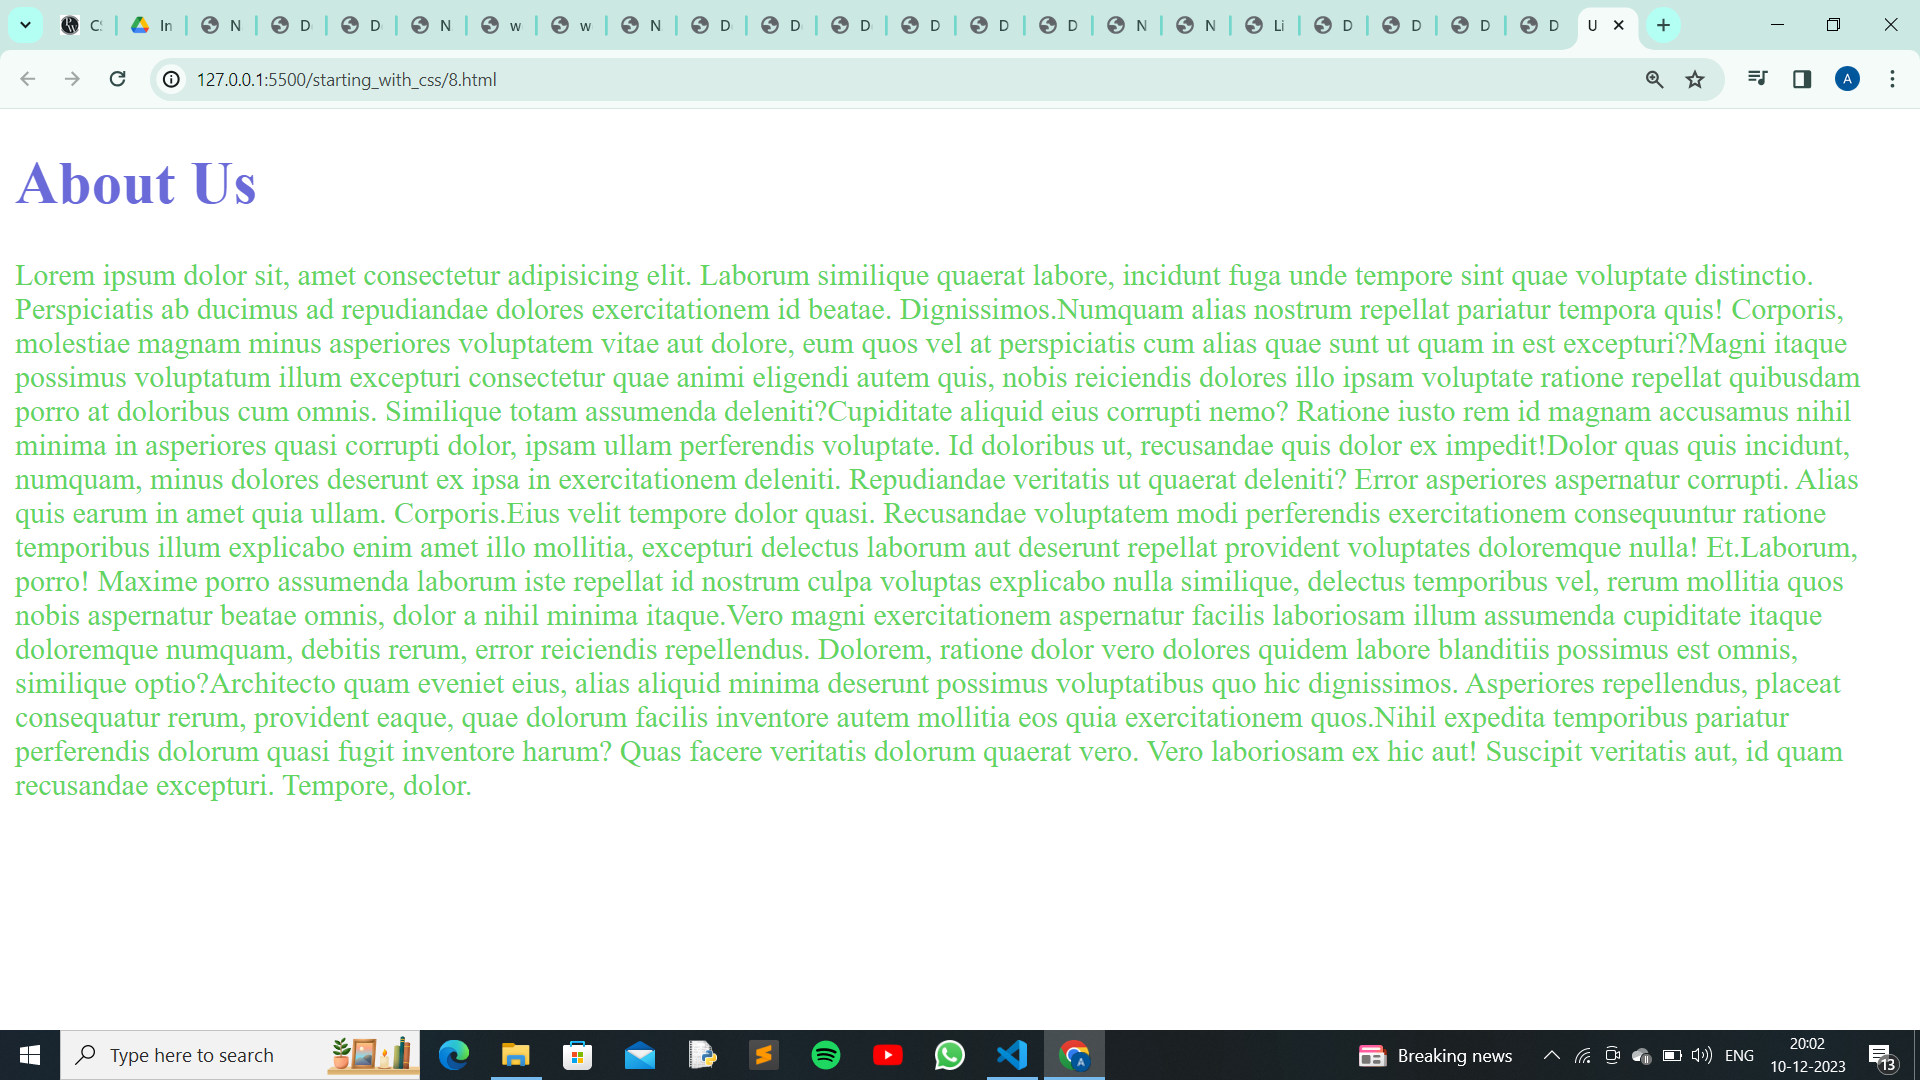 CS In N D D N w w N D D D D D D N N Li D D D D U
127.0.0.1:5500/starting_with_css/8.html
A
About Us
Lorem ipsum dolor sit, amet consectetur adipisicing elit. Laborum similique quaerat labore, incidunt fuga unde tempore sint quae voluptate distinctio.
Perspiciatis ab ducimus ad repudiandae dolores exercitationem id beatae. Dignissimos.Numquam alias nostrum repellat pariatur tempora quis! Corporis,
molestiae magnam minus asperiores voluptatem vitae aut dolore, eum quos vel at perspiciatis cum alias quae sunt ut quam in est excepturi?Magni itaque
possimus voluptatum illum excepturi consectetur quae animi eligendi autem quis, nobis reiciendis dolores illo ipsam voluptate ratione repellat quibusdam
porro at doloribus cum omnis. Similique totam assumenda deleniti?Cupiditate aliquid eius corrupti nemo? Ratione iusto rem id magnam accusamus nihil
minima in asperiores quasi corrupti dolor, ipsam ullam perferendis voluptate. Id doloribus ut, recusandae quis dolor ex impedit!Dolor quas quis incidunt,
numquam, minus dolores deserunt ex ipsa in exercitationem deleniti. Repudiandae veritatis ut quaerat deleniti? Error asperiores aspernatur corrupti. Alias
quis earum in amet quia ullam. Corporis.Eius velit tempore dolor quasi. Recusandae voluptatem modi perferendis exercitationem consequuntur ratione
temporibus illum explicabo enim amet illo mollitia, excepturi delectus laborum aut deserunt repellat provident voluptates doloremque nulla! Et.Laborum,
porro! Maxime porro assumenda laborum iste repellat id nostrum culpa voluptas explicabo nulla similique, delectus temporibus vel, rerum mollitia quos
nobis aspernatur beatae omnis, dolor a nihil minima itaque.Vero magni exercitationem aspernatur facilis laboriosam illum assumenda cupiditate itaque
doloremque numquam, debitis rerum, error reiciendis repellendus. Dolorem, ratione dolor vero dolores quidem labore blanditiis possimus est omnis,
similique optio?Architecto quam eveniet eius, alias aliquid minima deserunt possimus voluptatibus quo hic dignissimos. Asperiores repellendus, placeat
consequatur rerum, provident eaque, quae dolorum facilis inventore autem mollitia eos quia exercitationem quos.Nihil expedita temporibus pariatur
perferendis dolorum quasi fugit inventore harum? Quas facere veritatis dolorum quaerat vero. Vero laboriosam ex hic aut! Suscipit veritatis aut, id quam
recusandae excepturi. Tempore, dolor.
Type here to search
Breaking news
ENG
20:02
10-12-2023
13